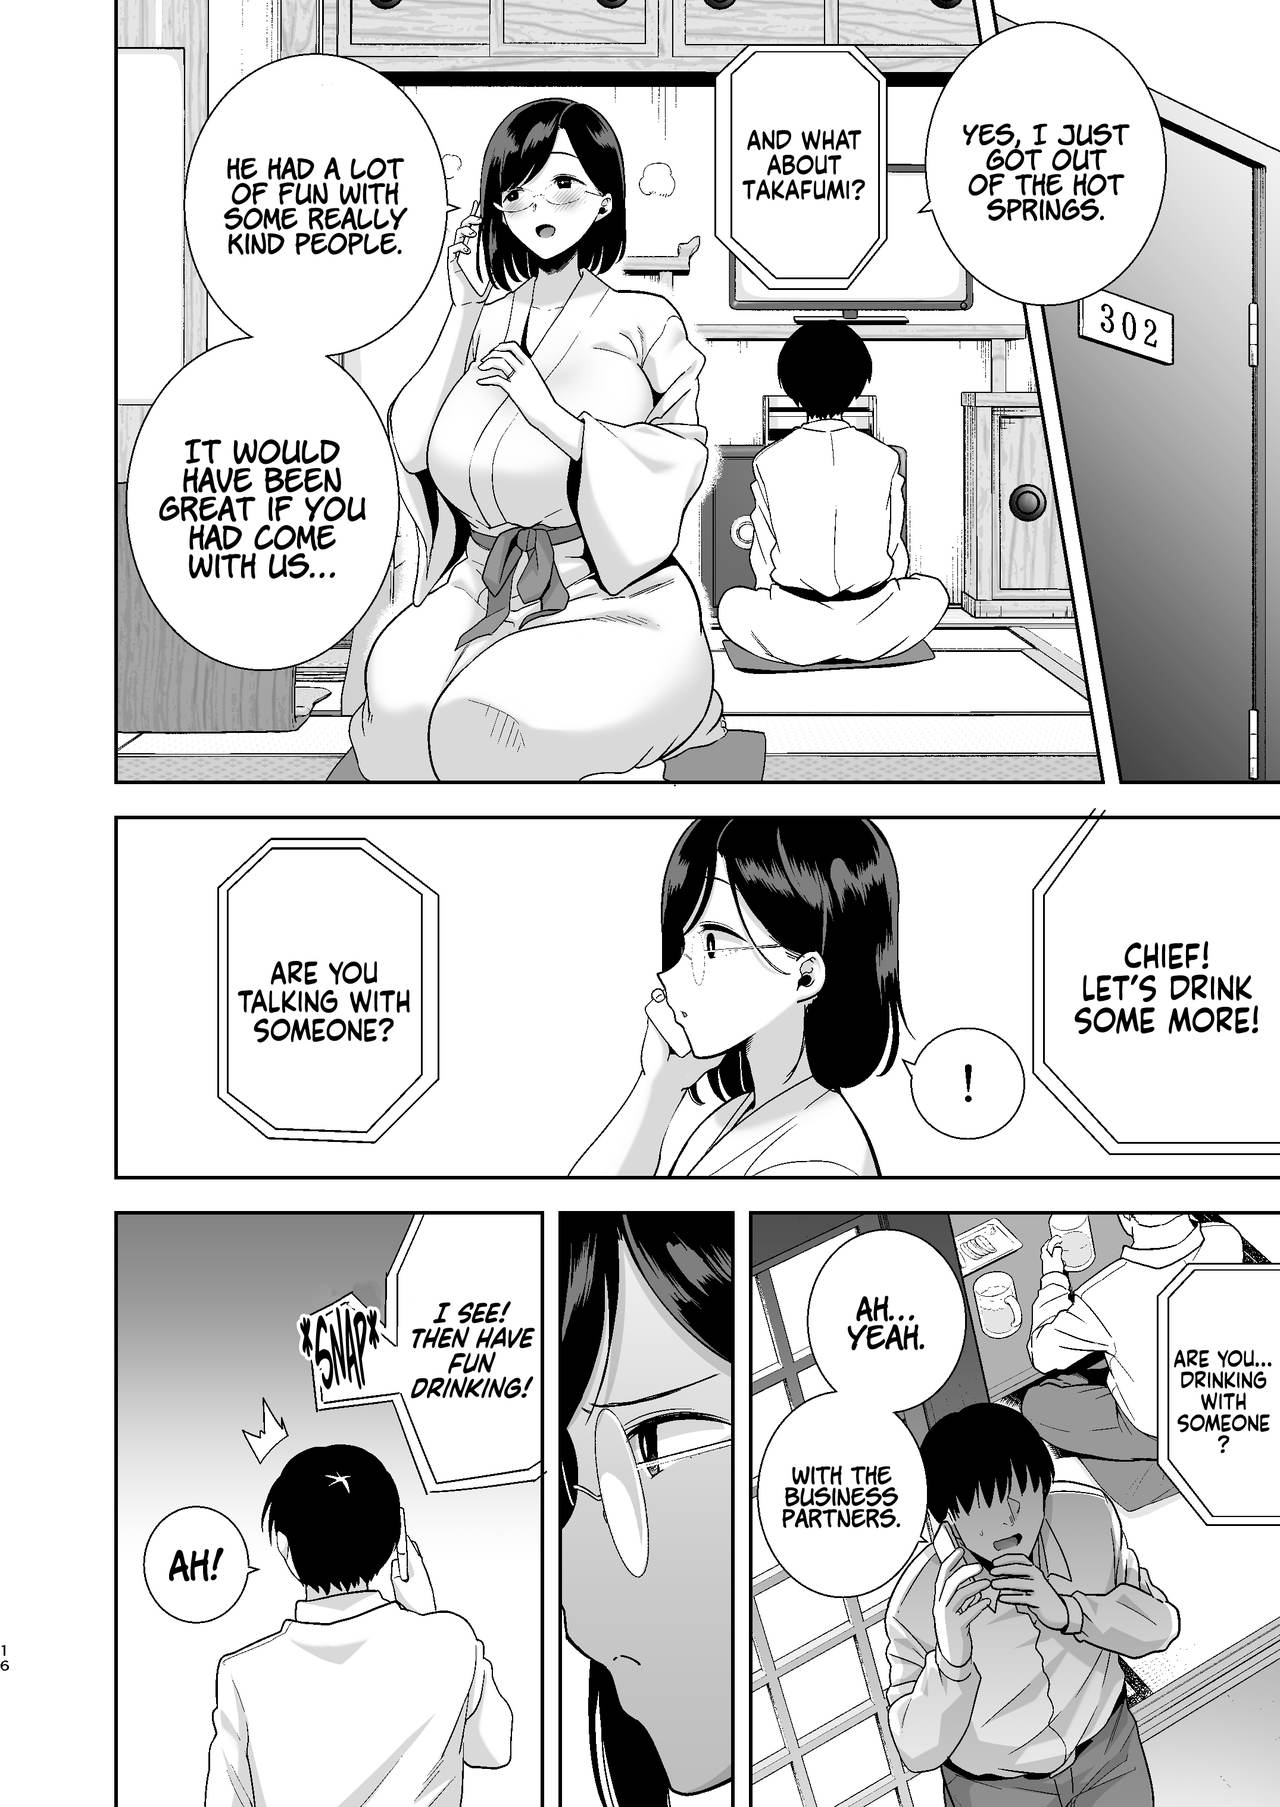 YES, I JUST
GOT OUT
OF THE HOT
SPRINGS.
302
AND WHAT
ABOUT
TAKAFUMI?
HE HAD A LOT
OF FUN WITH
SOME REALLY
KIND PEOPLE.
IT WOULD
HAVE BEEN
GREAT IF YOU
HAD COME
WITH US...
CHIEF!
LET'S DRINK
SOME MORE!
!
ARE YOU
TALKING WITH
SOMEONE?
ARE YOU...
DRINKING
WITH
SOMEONE
?
AH...
YEAH.
WITH THE
BUSINESS
PARTNERS.
I SEE!
THEN HAVE
FUN
DRINKING!
*SNAP*
AH!
16